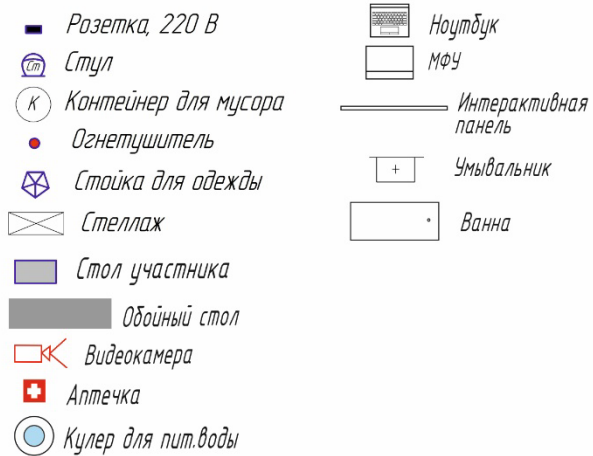 Розетка, 220 В
Ст Стул
К Контейнер для мусора
Огнетушитель
Стойка для одежды
Стеллаж
Стол участника
Обойный стол
Видеокамера
Аптечка
Кулер для пит.воды
Ноутбук
МФУ
Интерактивная
панель
Умывальник
Ванна